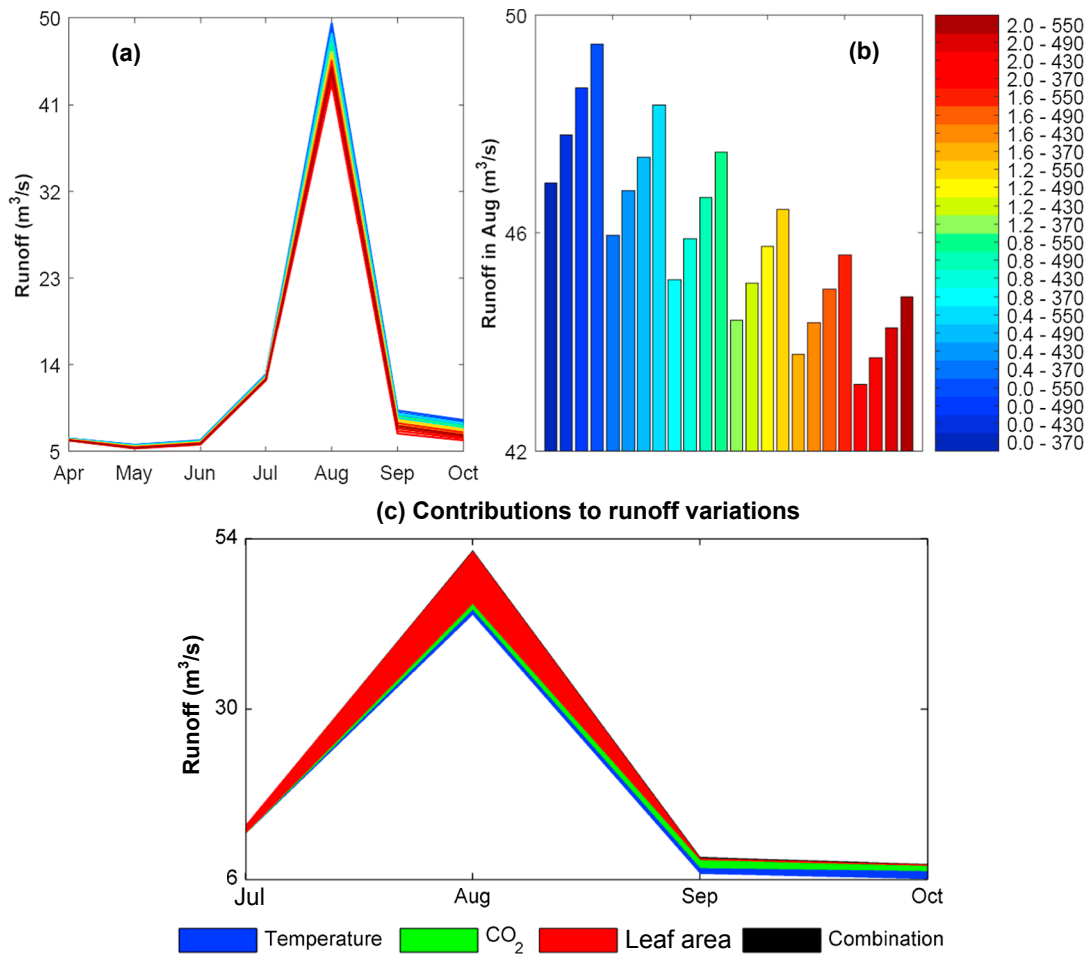 (a)
Runoff (m³/s)
50
41
32
23
14
5
Apr May Jun Jul Aug Sep Oct
(b)
Runoff in Aug (m³/s)
50
46
42
2.0 - 550
2.0 - 490
2.0 - 430
2.0 - 370
1.6 - 550
1.6 - 490
1.6 - 430
1.6 - 370
1.2 - 550
1.2 - 490
1.2 - 430
1.2 - 370
0.8 - 550
0.8 - 430
0.8 - 370
0.4 - 550
0.4 - 490
0.4 - 430
0.4 - 370
0.0 - 550
0.0 - 490
0.0 - 430
0.0 - 370
(c) Contributions to runoff variations
Runoff (m³/s)
54
30
6
Jul Aug Sep Oct
Temperature CO₂ Leaf area Combination